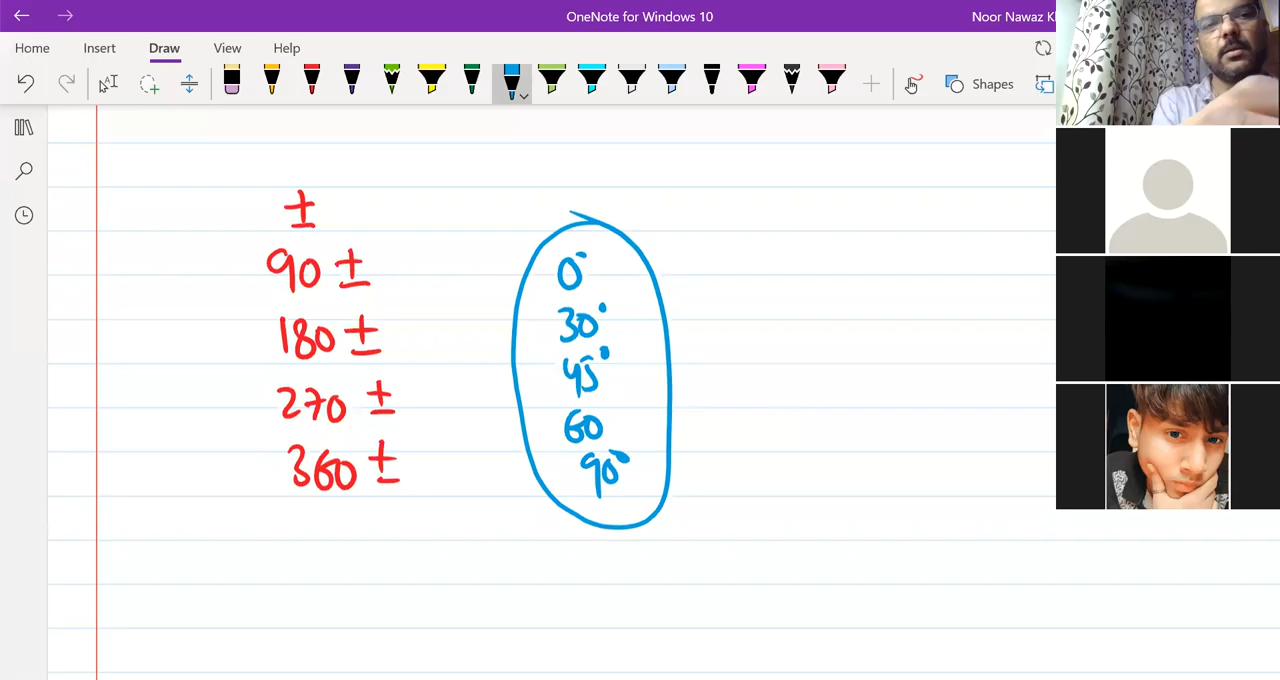 OneNote for Windows 10
Noor Nawaz Kh
Home Insert Draw View Help
Shapes
±
90 ±
180 ±
270 ±
360 ±
0°
30°
45°
60
90°